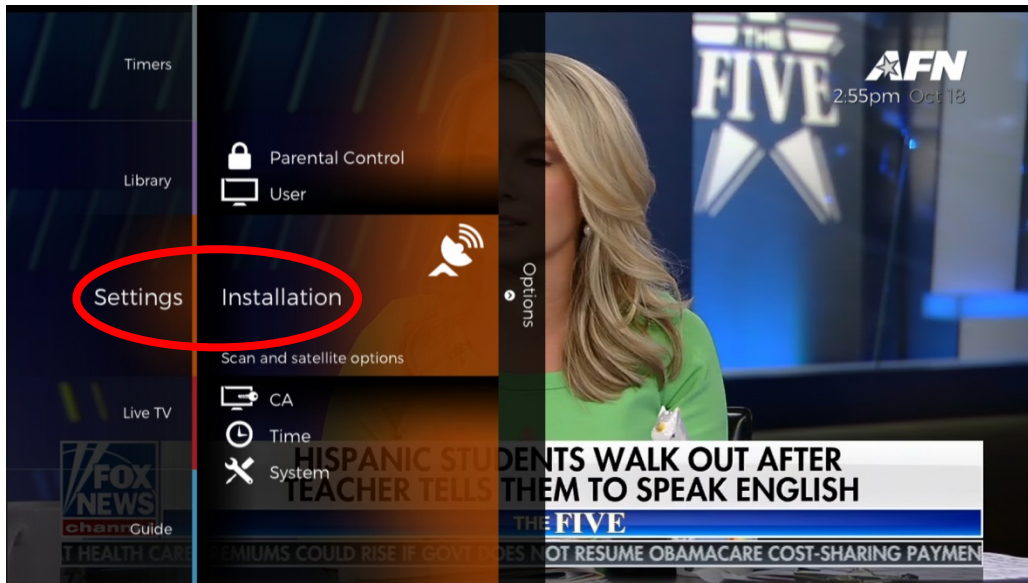 Timers
Library
Settings
Live TV
Guide
Parental Control
User
Installation
Scan and satellite options
CA
Time
System
Options
THE
FIVE
AFN
2:55pm Oct 18
FOX
NEWS
channel
HISPANIC STUDENTS WALK OUT AFTER
TEACHER TELLS THEM TO SPEAK ENGLISH
THE FIVE
T HEALTH CARE EMIUMS COULD RISE IF GOVT DOES NOT RESUME OBAMACARE COST-SHARING PAYMEN